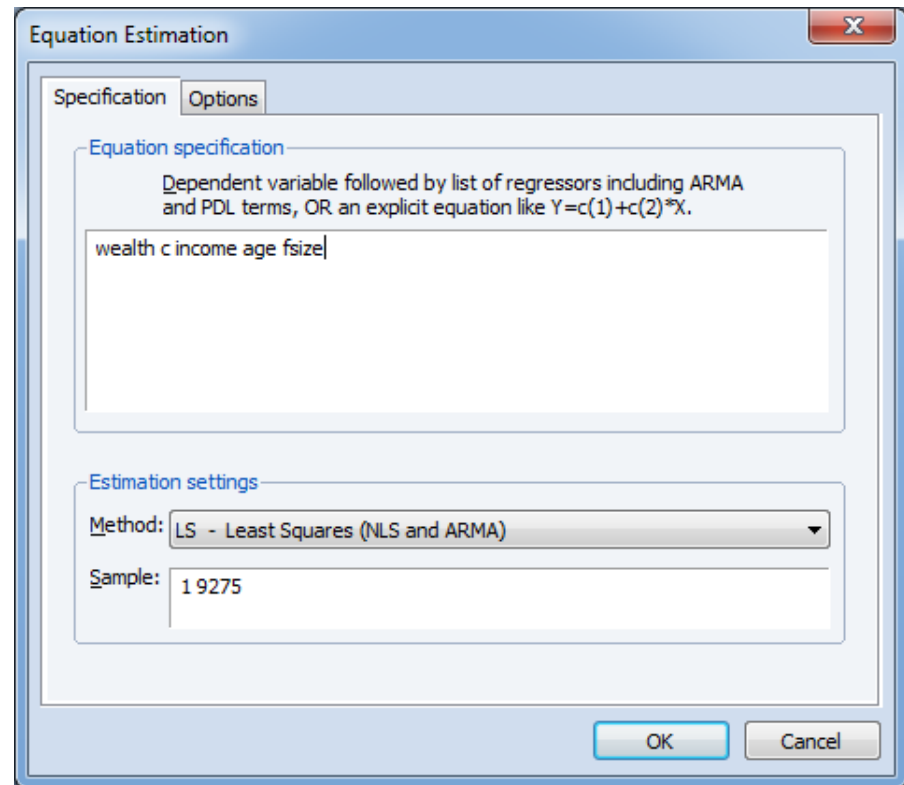 Equation Estimation
Specification
Options
Equation specification
Dependent variable followed by list of regressors including ARMA
and PDL terms, OR an explicit equation like Y=c(1)+c(2)*X.
wealth c income age fsize
Estimation settings
Method: LS - Least Squares (NLS and ARMA)
Sample: 1 9275
OK
Cancel